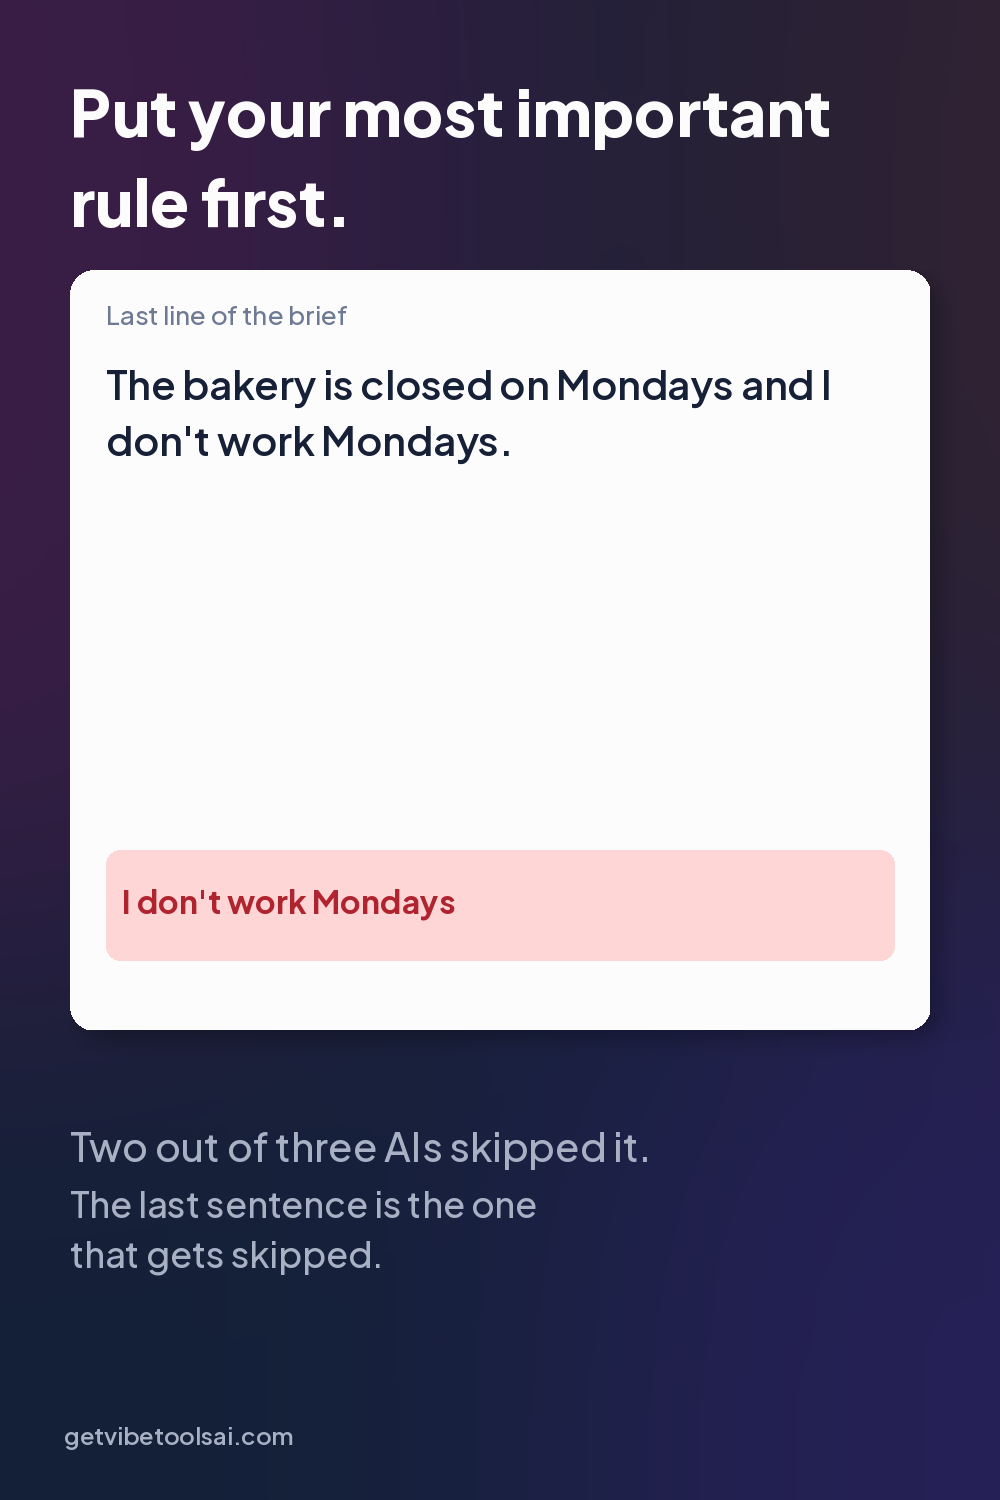 Put your most important
rule first.
Last line of the brief
The bakery is closed on Mondays and I
don't work Mondays.
I don't work Mondays
Two out of three AIs skipped it.
The last sentence is the one
that gets skipped.
getvibetoolsai.com